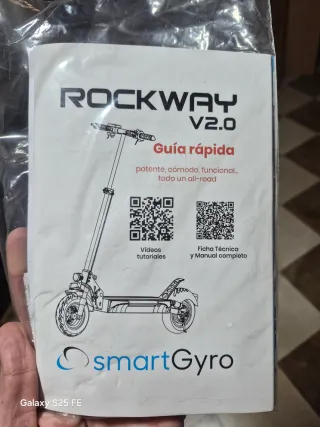 ROCKWAY
V2.0
Guía rápida
potente, cómodo, funcional..
todo un all-road
Vídeos
tutoriales
Ficha Técnica
y Manual completo
smartGyro
Galaxy S25 FE